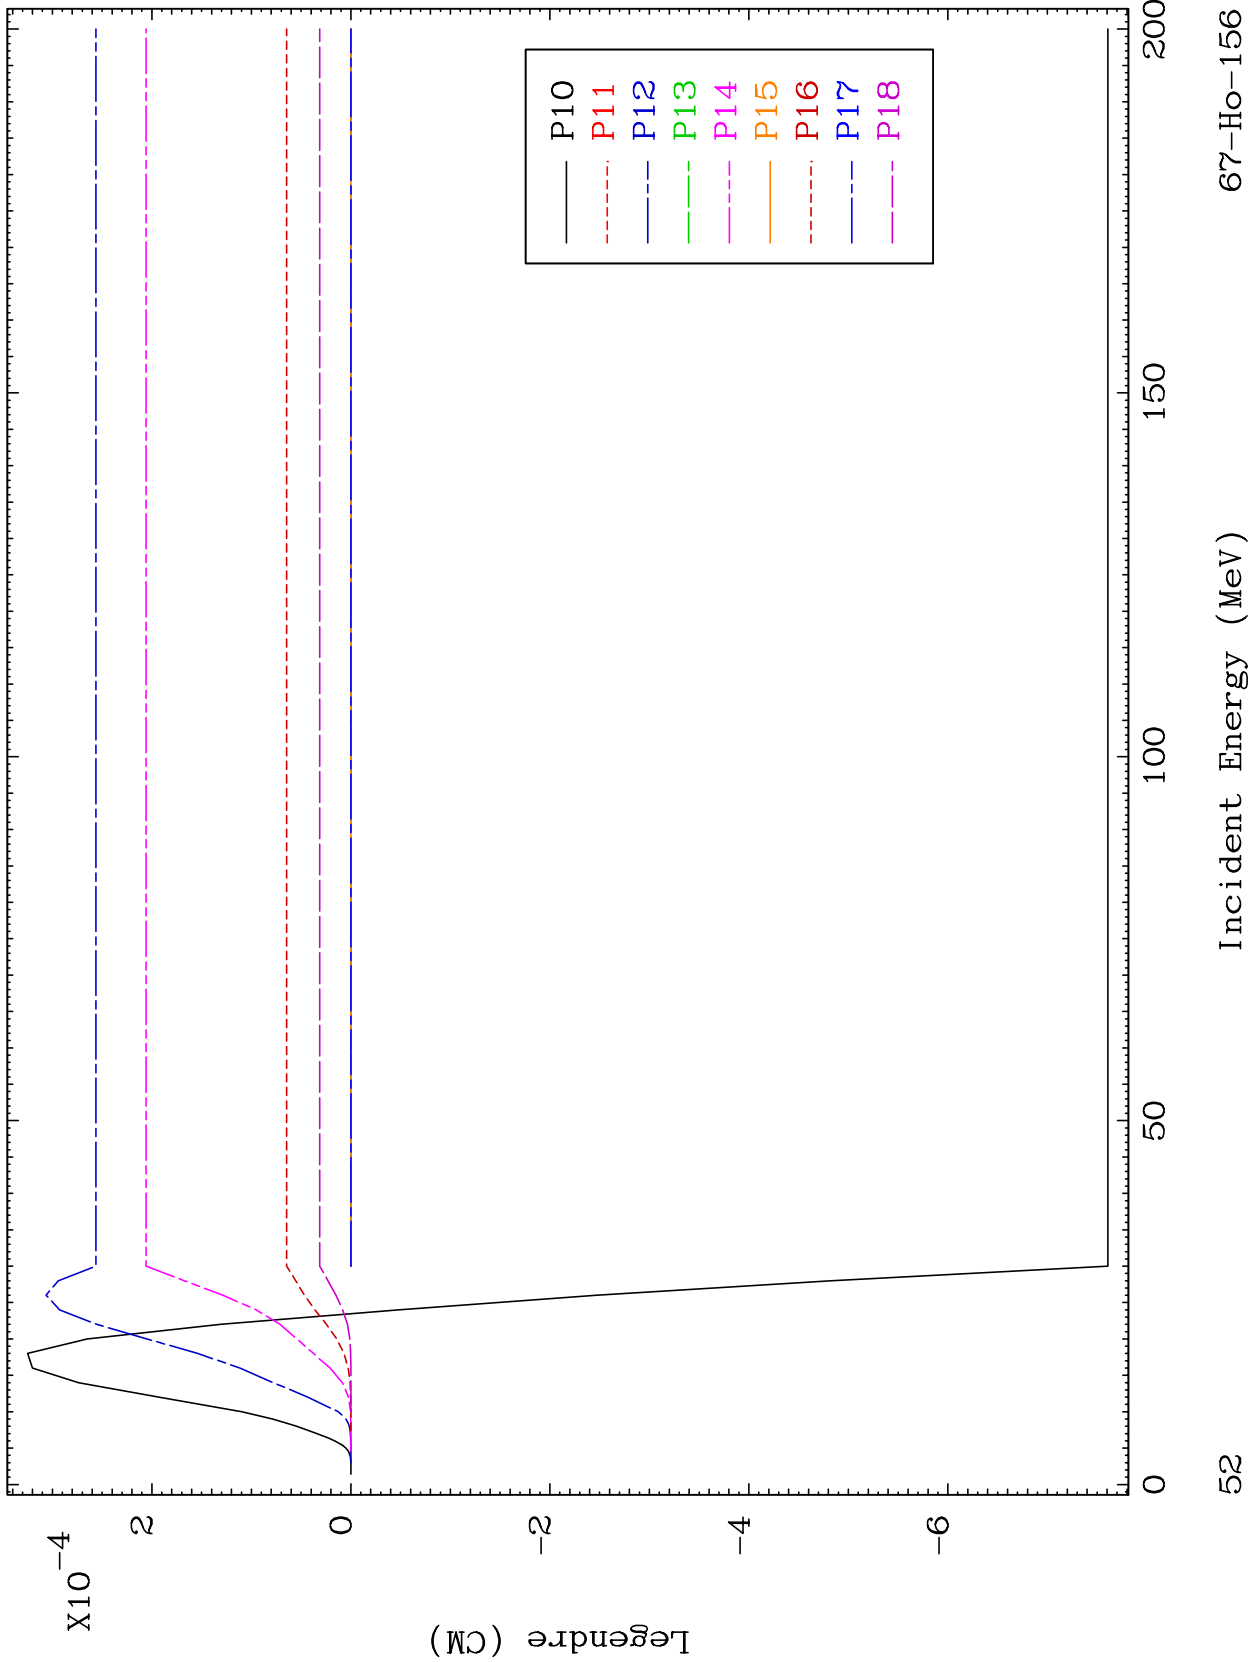 X10-4
2
0
-2
-4
-6
Legendre (CM)
P10
P11
P12
P13
P14
P15
P16
P17
P18
0
50
100
150
200
Incident Energy (MeV)
52
67-Ho-156